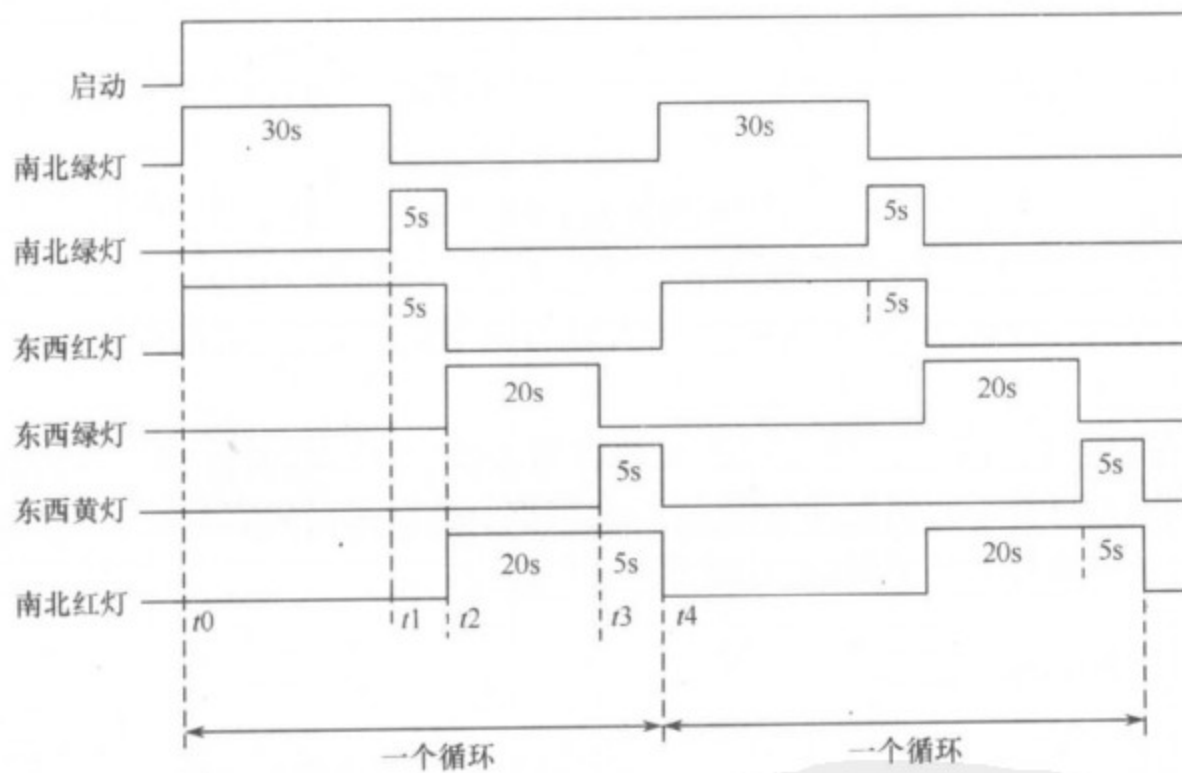 启动
30s 30s
南北绿灯
5s 5s
南北绿灯
5s 5s
东西红灯
20s 20s
东西绿灯
5s 5s
东西黄灯
20s 5s 20s 5s
南北红灯
t0 t1 t2 t3 t4
一个循环 一个循环